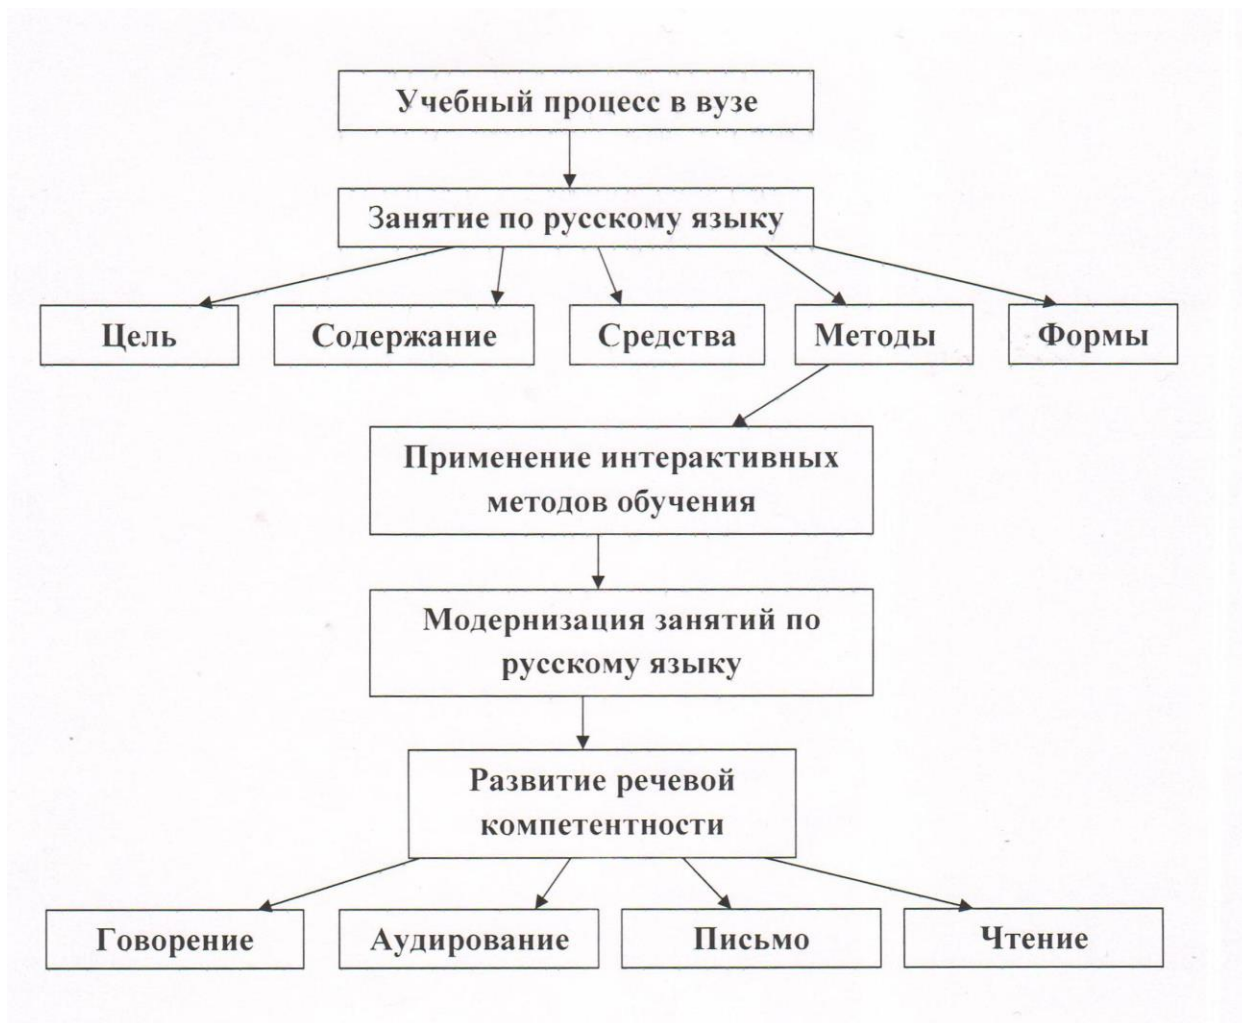 Учебный процесс в вузе
Занятие по русскому языку
Цель
Содержание
Средства
Методы
Формы
Применение интерактивных
методов обучения
Модернизация занятий по
русскому языку
Развитие речевой
компетентности
Говорение
Аудирование
Письмо
Чтение